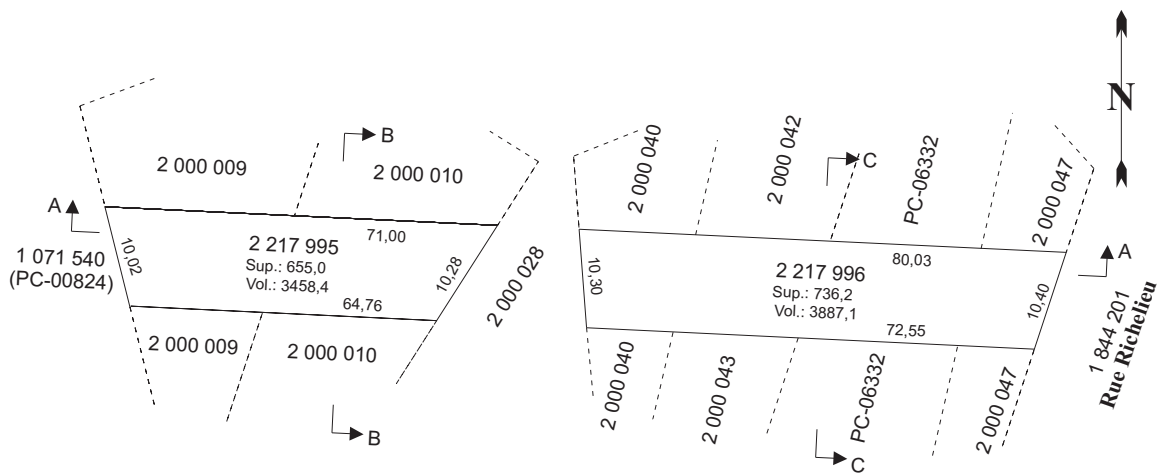 B
2 000 009
2 000 010
A
1 071 540
(PC-00824)
10,02
71,00
2 217 995
Sup.: 655,0
Vol.: 3458,4
64,76
10,28
2 000 028
2 000 009
2 000 010
B
N
2 000 040
2 000 042
C
PC-06332
2 000 047
80,03
10,30
2 217 996
Sup.: 736,2
Vol.: 3887,1
72,55
10,40
A
1 844 201
Rue Richelieu
2 000 040
2 000 043
PC-06332
2 000 047
C